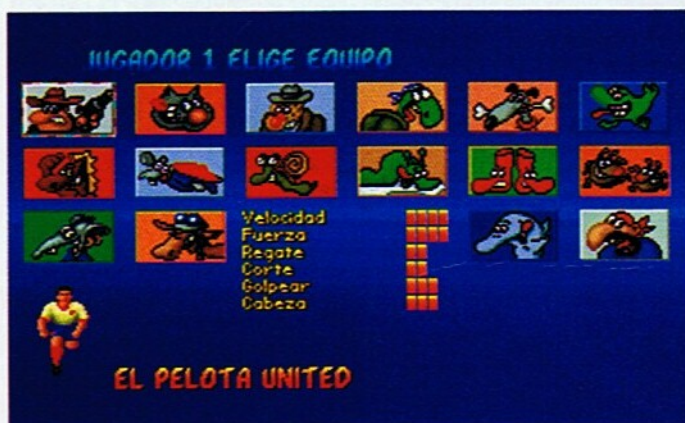 JUGADOR 1 ELIGE EQUIPO
Velocidad
Fuerza
Regate
Corte
Golpear
Cabeza
EL PELOTA UNITED